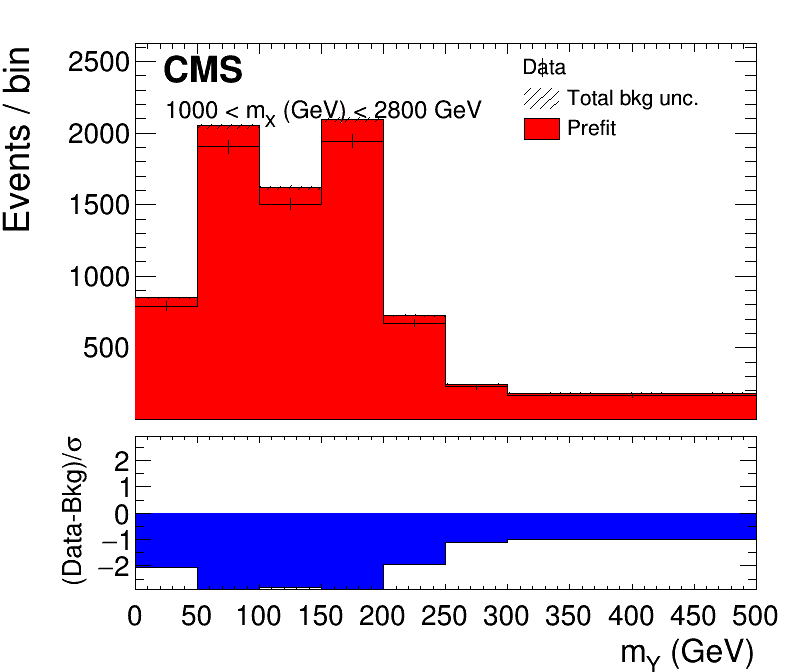 Events / bin
2500
2000
1500
1000
500
CMS
1000 < mX (GeV) < 2800 GeV
Data
Total bkg unc.
Prefit
(Data-Bkg)/σ
2
1
0
−1
−2
0 50 100 150 200 250 300 350 400 450 500
mY (GeV)